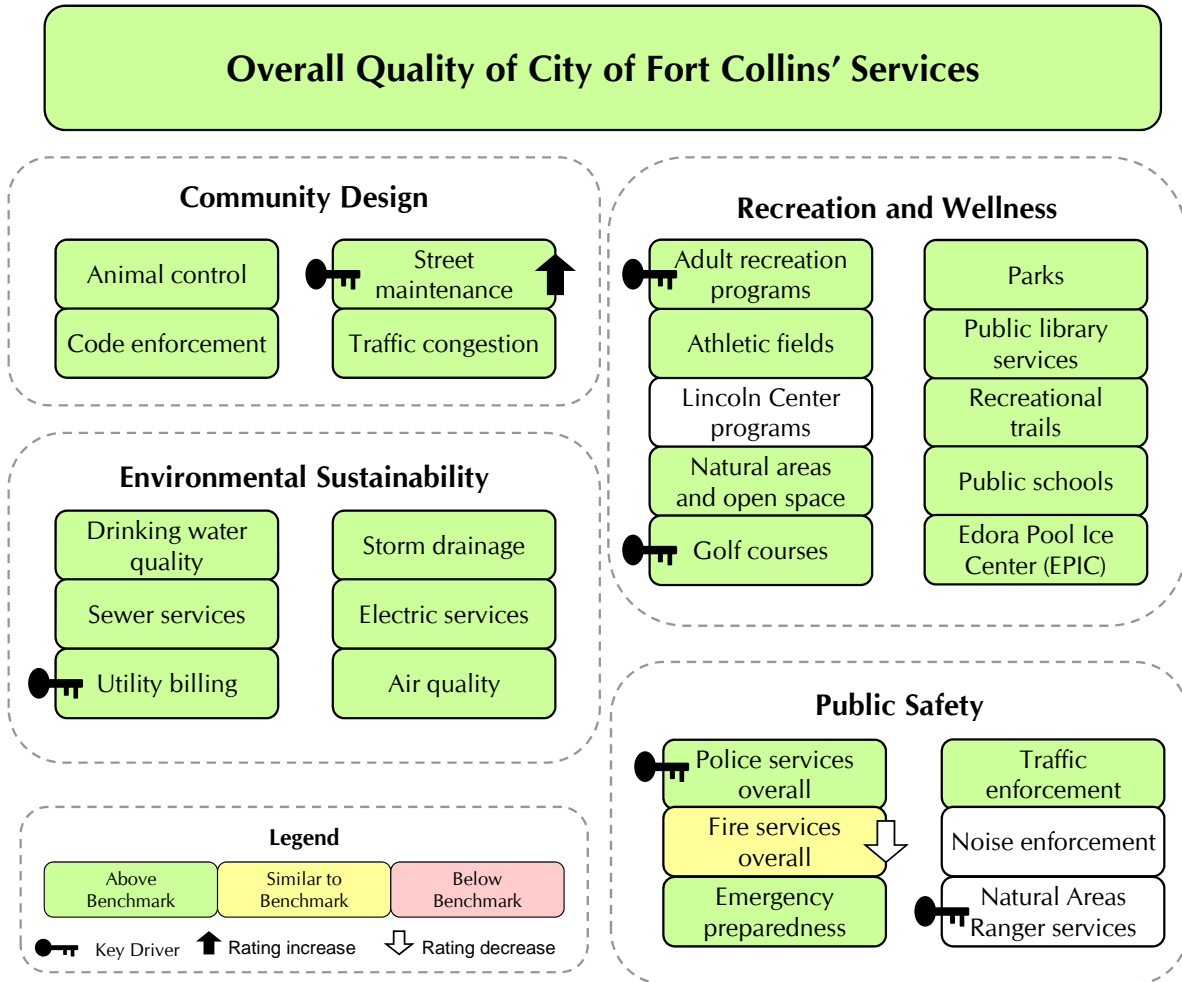 Overall Quality of City of Fort Collins’ Services
Community Design
Animal control
Code enforcement
Street
maintenance
Traffic congestion
Environmental Sustainability
Drinking water
quality
Sewer services
Utility billing
Storm drainage
Electric services
Air quality
Recreation and Wellness
Adult recreation
programs
Athletic fields
Lincoln Center
programs
Natural areas
and open space
Golf courses
Parks
Public library
services
Recreational
trails
Public schools
Edora Pool Ice
Center (EPIC)
Public Safety
Police services
overall
Fire services
overall
Emergency
preparedness
Traffic
enforcement
Noise enforcement
Natural Areas
Ranger services
Legend
Above
Benchmark
Similar to
Benchmark
Below
Benchmark
Key Driver
Rating increase
Rating decrease